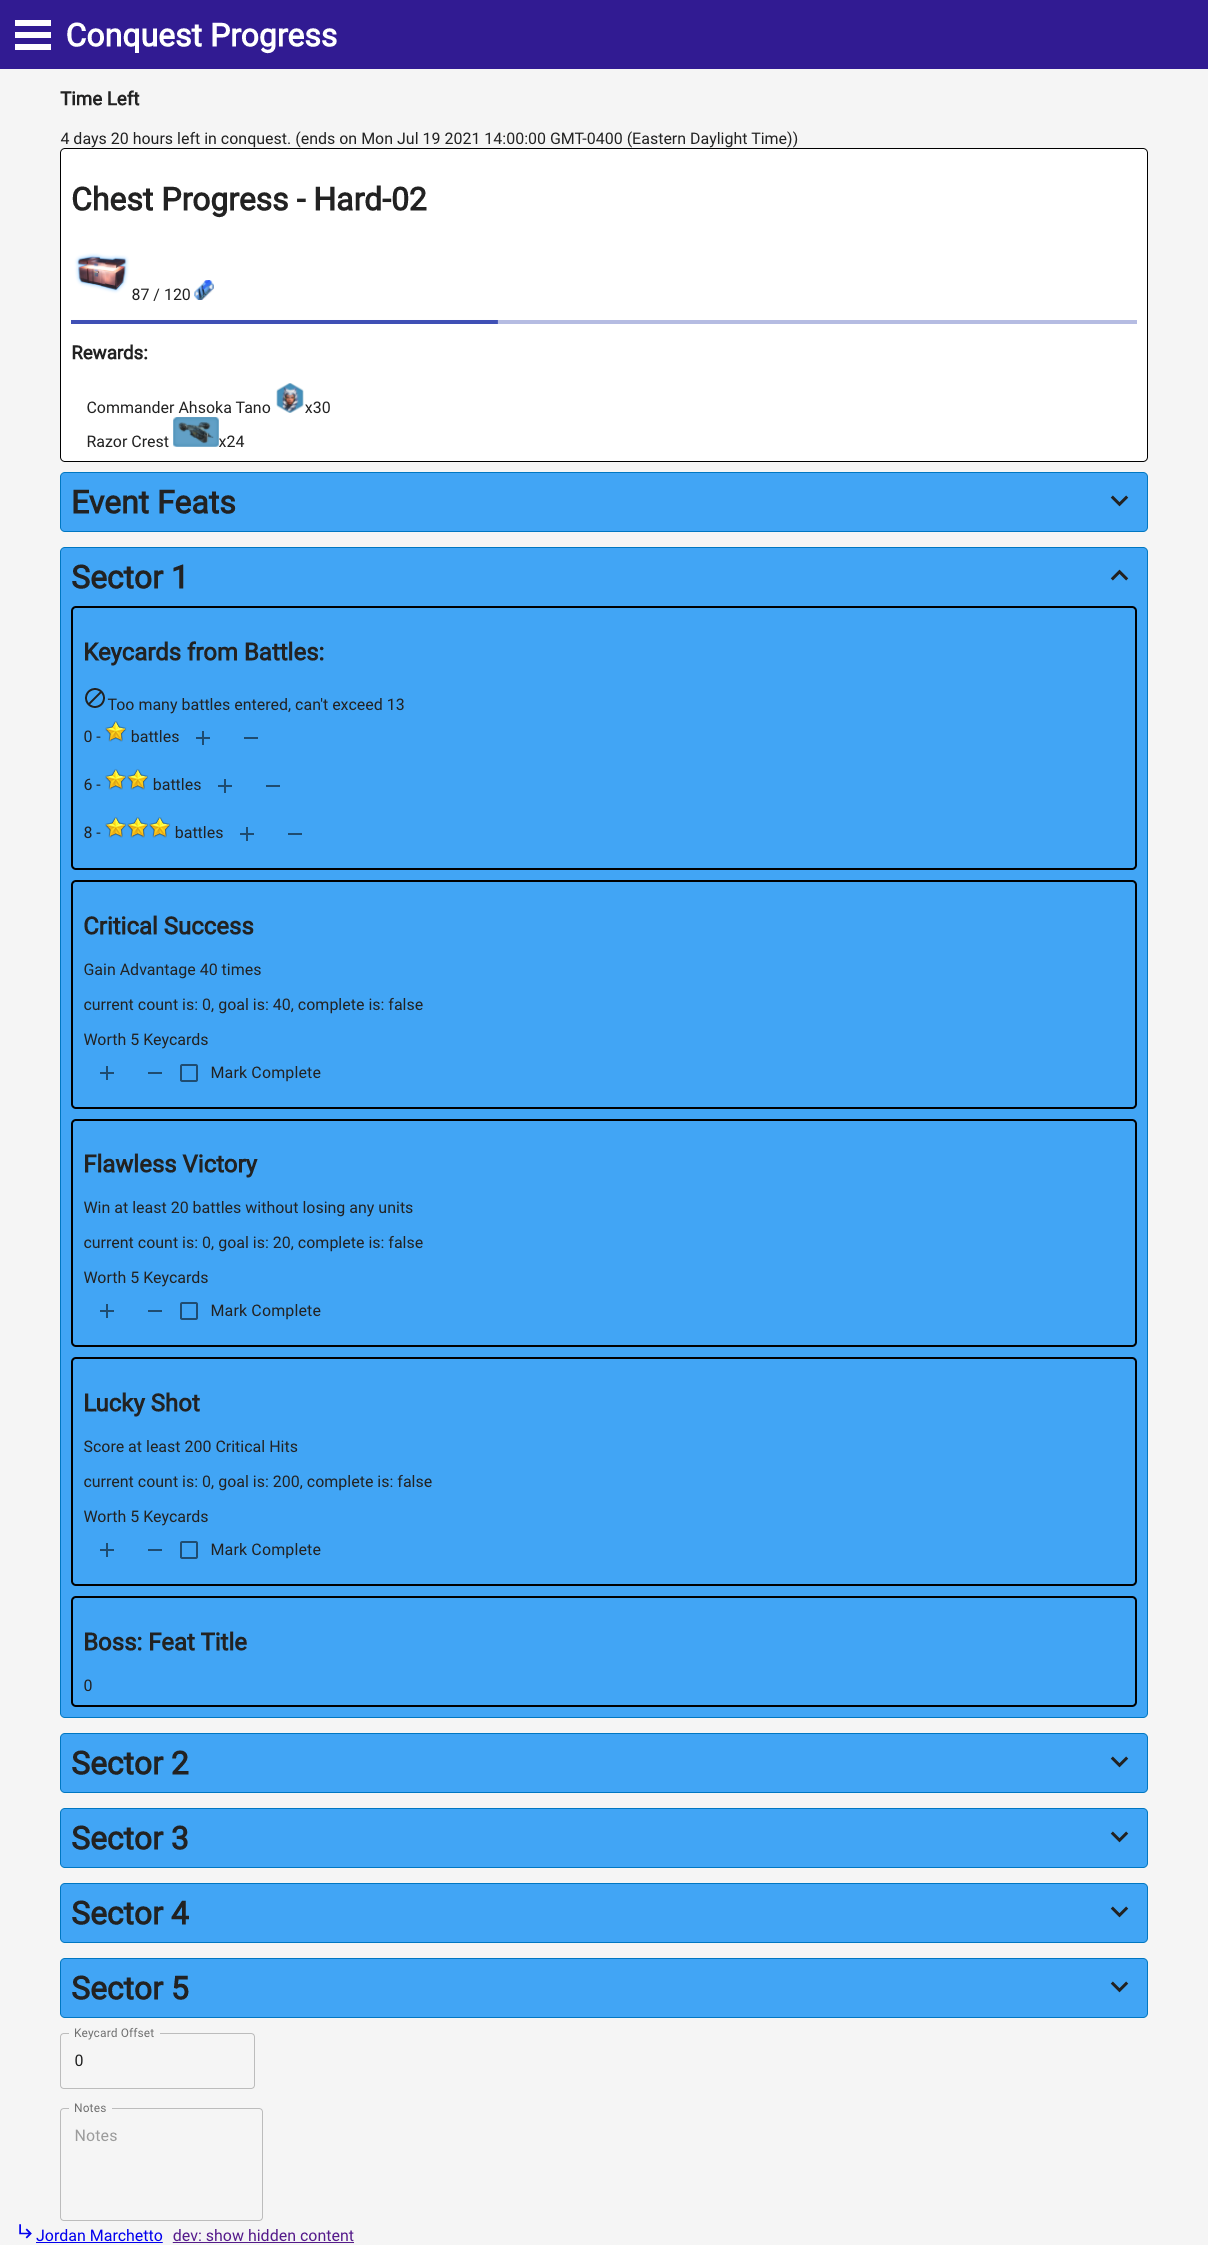 Conquest Progress
Time Left
4 days 20 hours left in conquest. (ends on Mon Jul 19 2021 14:00:00 GMT-0400 (Eastern Daylight Time))
Chest Progress - Hard-02
87 / 120
Rewards:
Commander Ahsoka Tano x30
Razor Crest x24
Event Feats
Sector 1
Keycards from Battles:
Too many battles entered, can't exceed 13
0 - battles + −
6 - battles + −
8 - battles + −
Critical Success
Gain Advantage 40 times
current count is: 0, goal is: 40, complete is: false
Worth 5 Keycards
+ − Mark Complete
Flawless Victory
Win at least 20 battles without losing any units
current count is: 0, goal is: 20, complete is: false
Worth 5 Keycards
+ − Mark Complete
Lucky Shot
Score at least 200 Critical Hits
current count is: 0, goal is: 200, complete is: false
Worth 5 Keycards
+ − Mark Complete
Boss: Feat Title
0
Sector 2
Sector 3
Sector 4
Sector 5
Keycard Offset
0
Notes
Notes
Jordan Marchetto dev: show hidden content